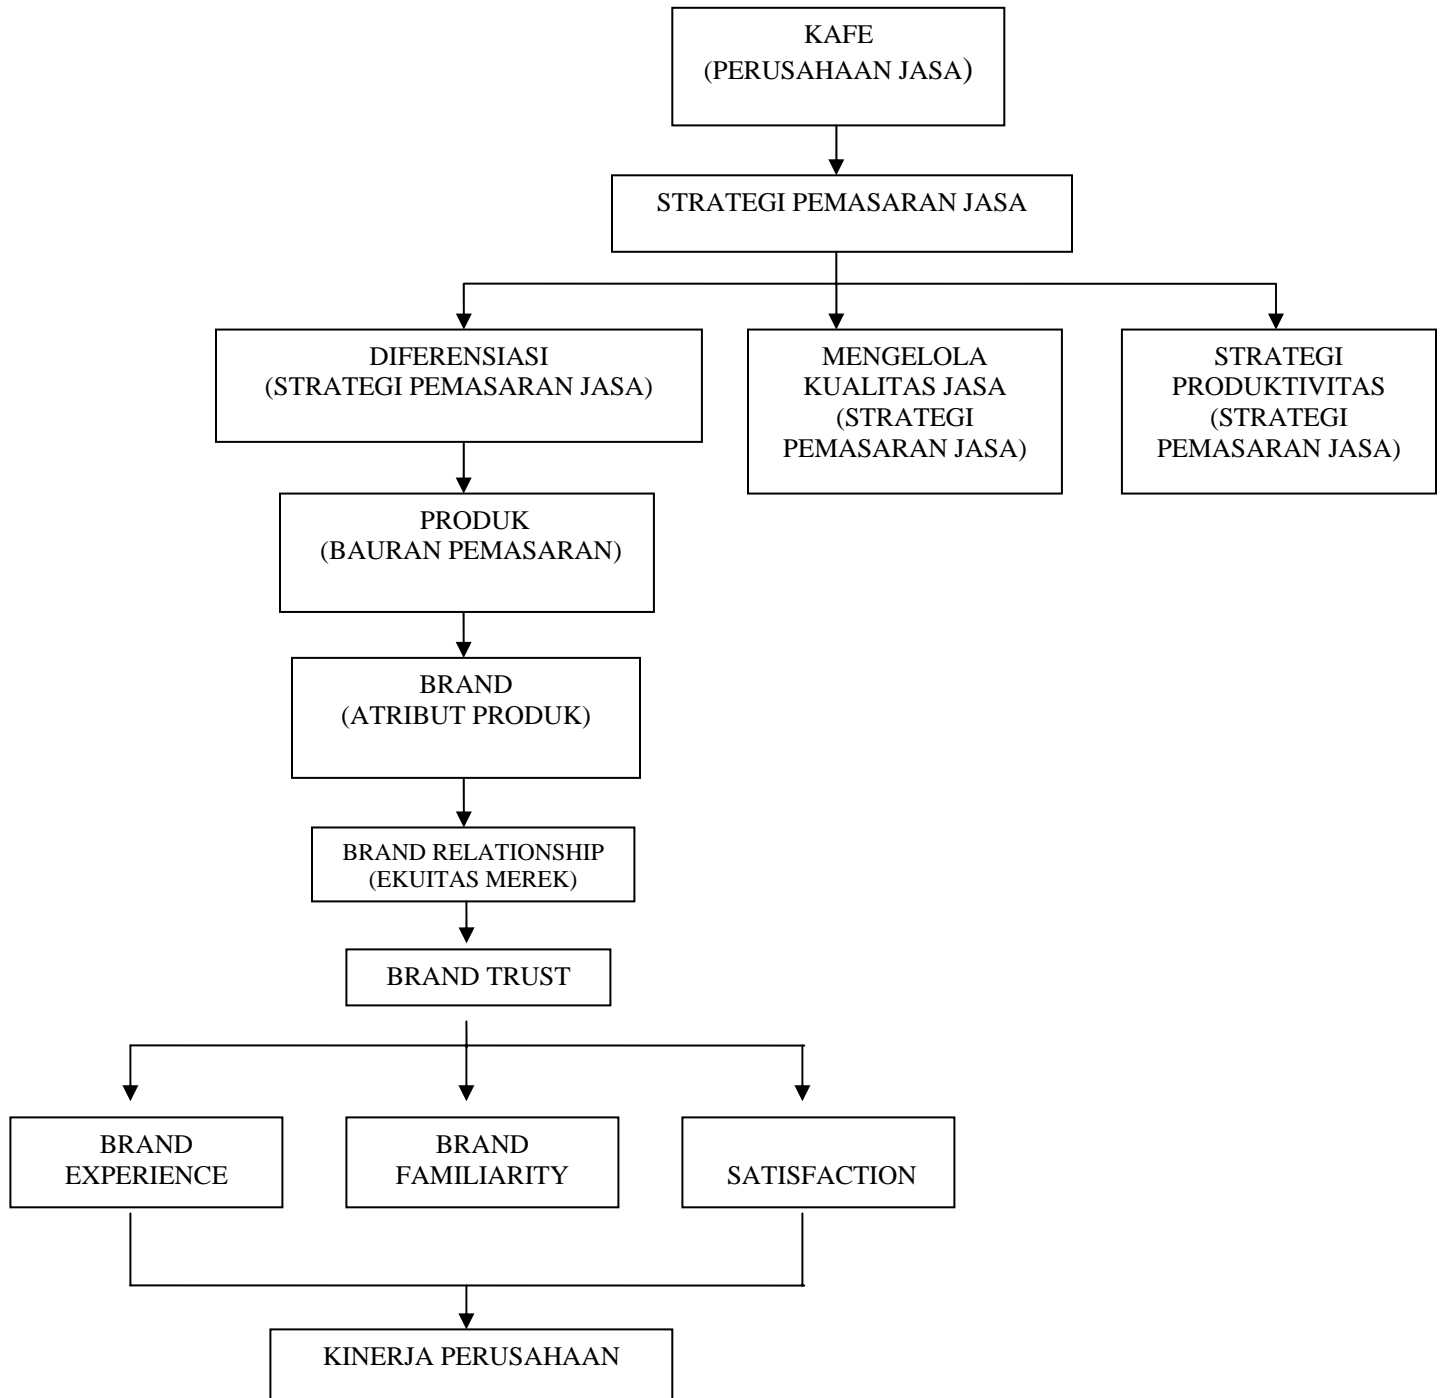 KAFE
(PERUSAHAAN JASA)
STRATEGI PEMASARAN JASA
DIFERENSIASI
(STRATEGI PEMASARAN JASA)
MENGELOLA
KUALITAS JASA
(STRATEGI
PEMASARAN JASA)
STRATEGI
PRODUKTIVITAS
(STRATEGI
PEMASARAN JASA)
PRODUK
(BAURAN PEMASARAN)
BRAND
(ATRIBUT PRODUK)
BRAND RELATIONSHIP
(EKUITAS MEREK)
BRAND TRUST
BRAND
EXPERIENCE
BRAND
FAMILIARITY
SATISFACTION
KINERJA PERUSAHAAN